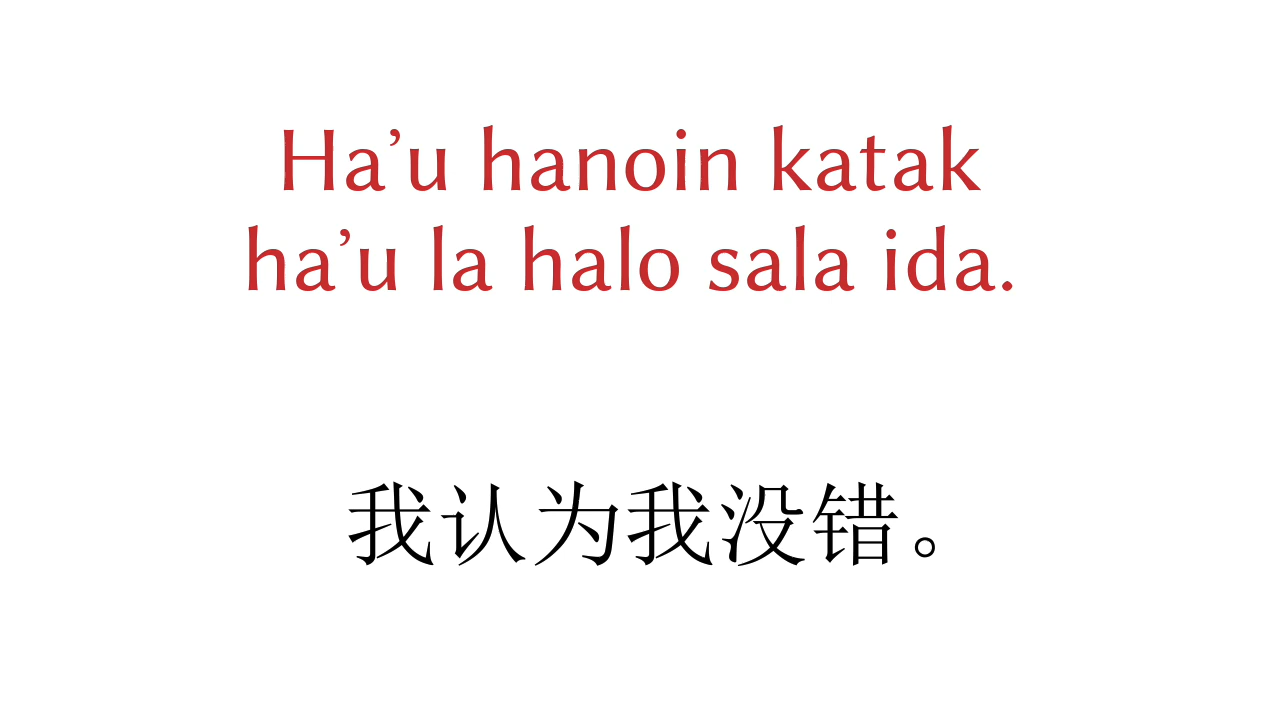 Ha’u hanoin katak
ha’u la halo sala ida.
我认为我没错。